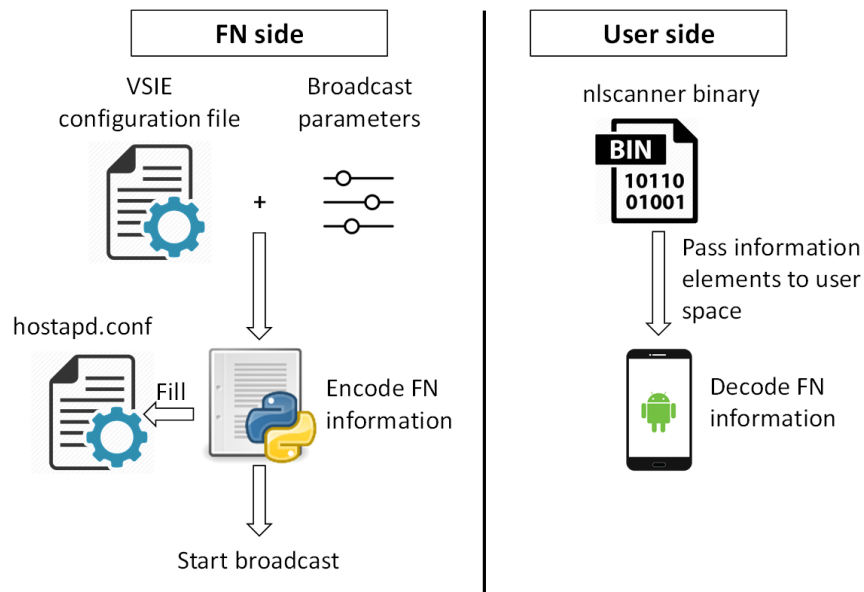 FN side
VSIE
configuration file
Broadcast
parameters
+
hostapd.conf
Fill
Encode FN
information
Start broadcast
User side
nlscanner binary
BIN
10110
01001
Pass information
elements to user
space
Decode FN
information